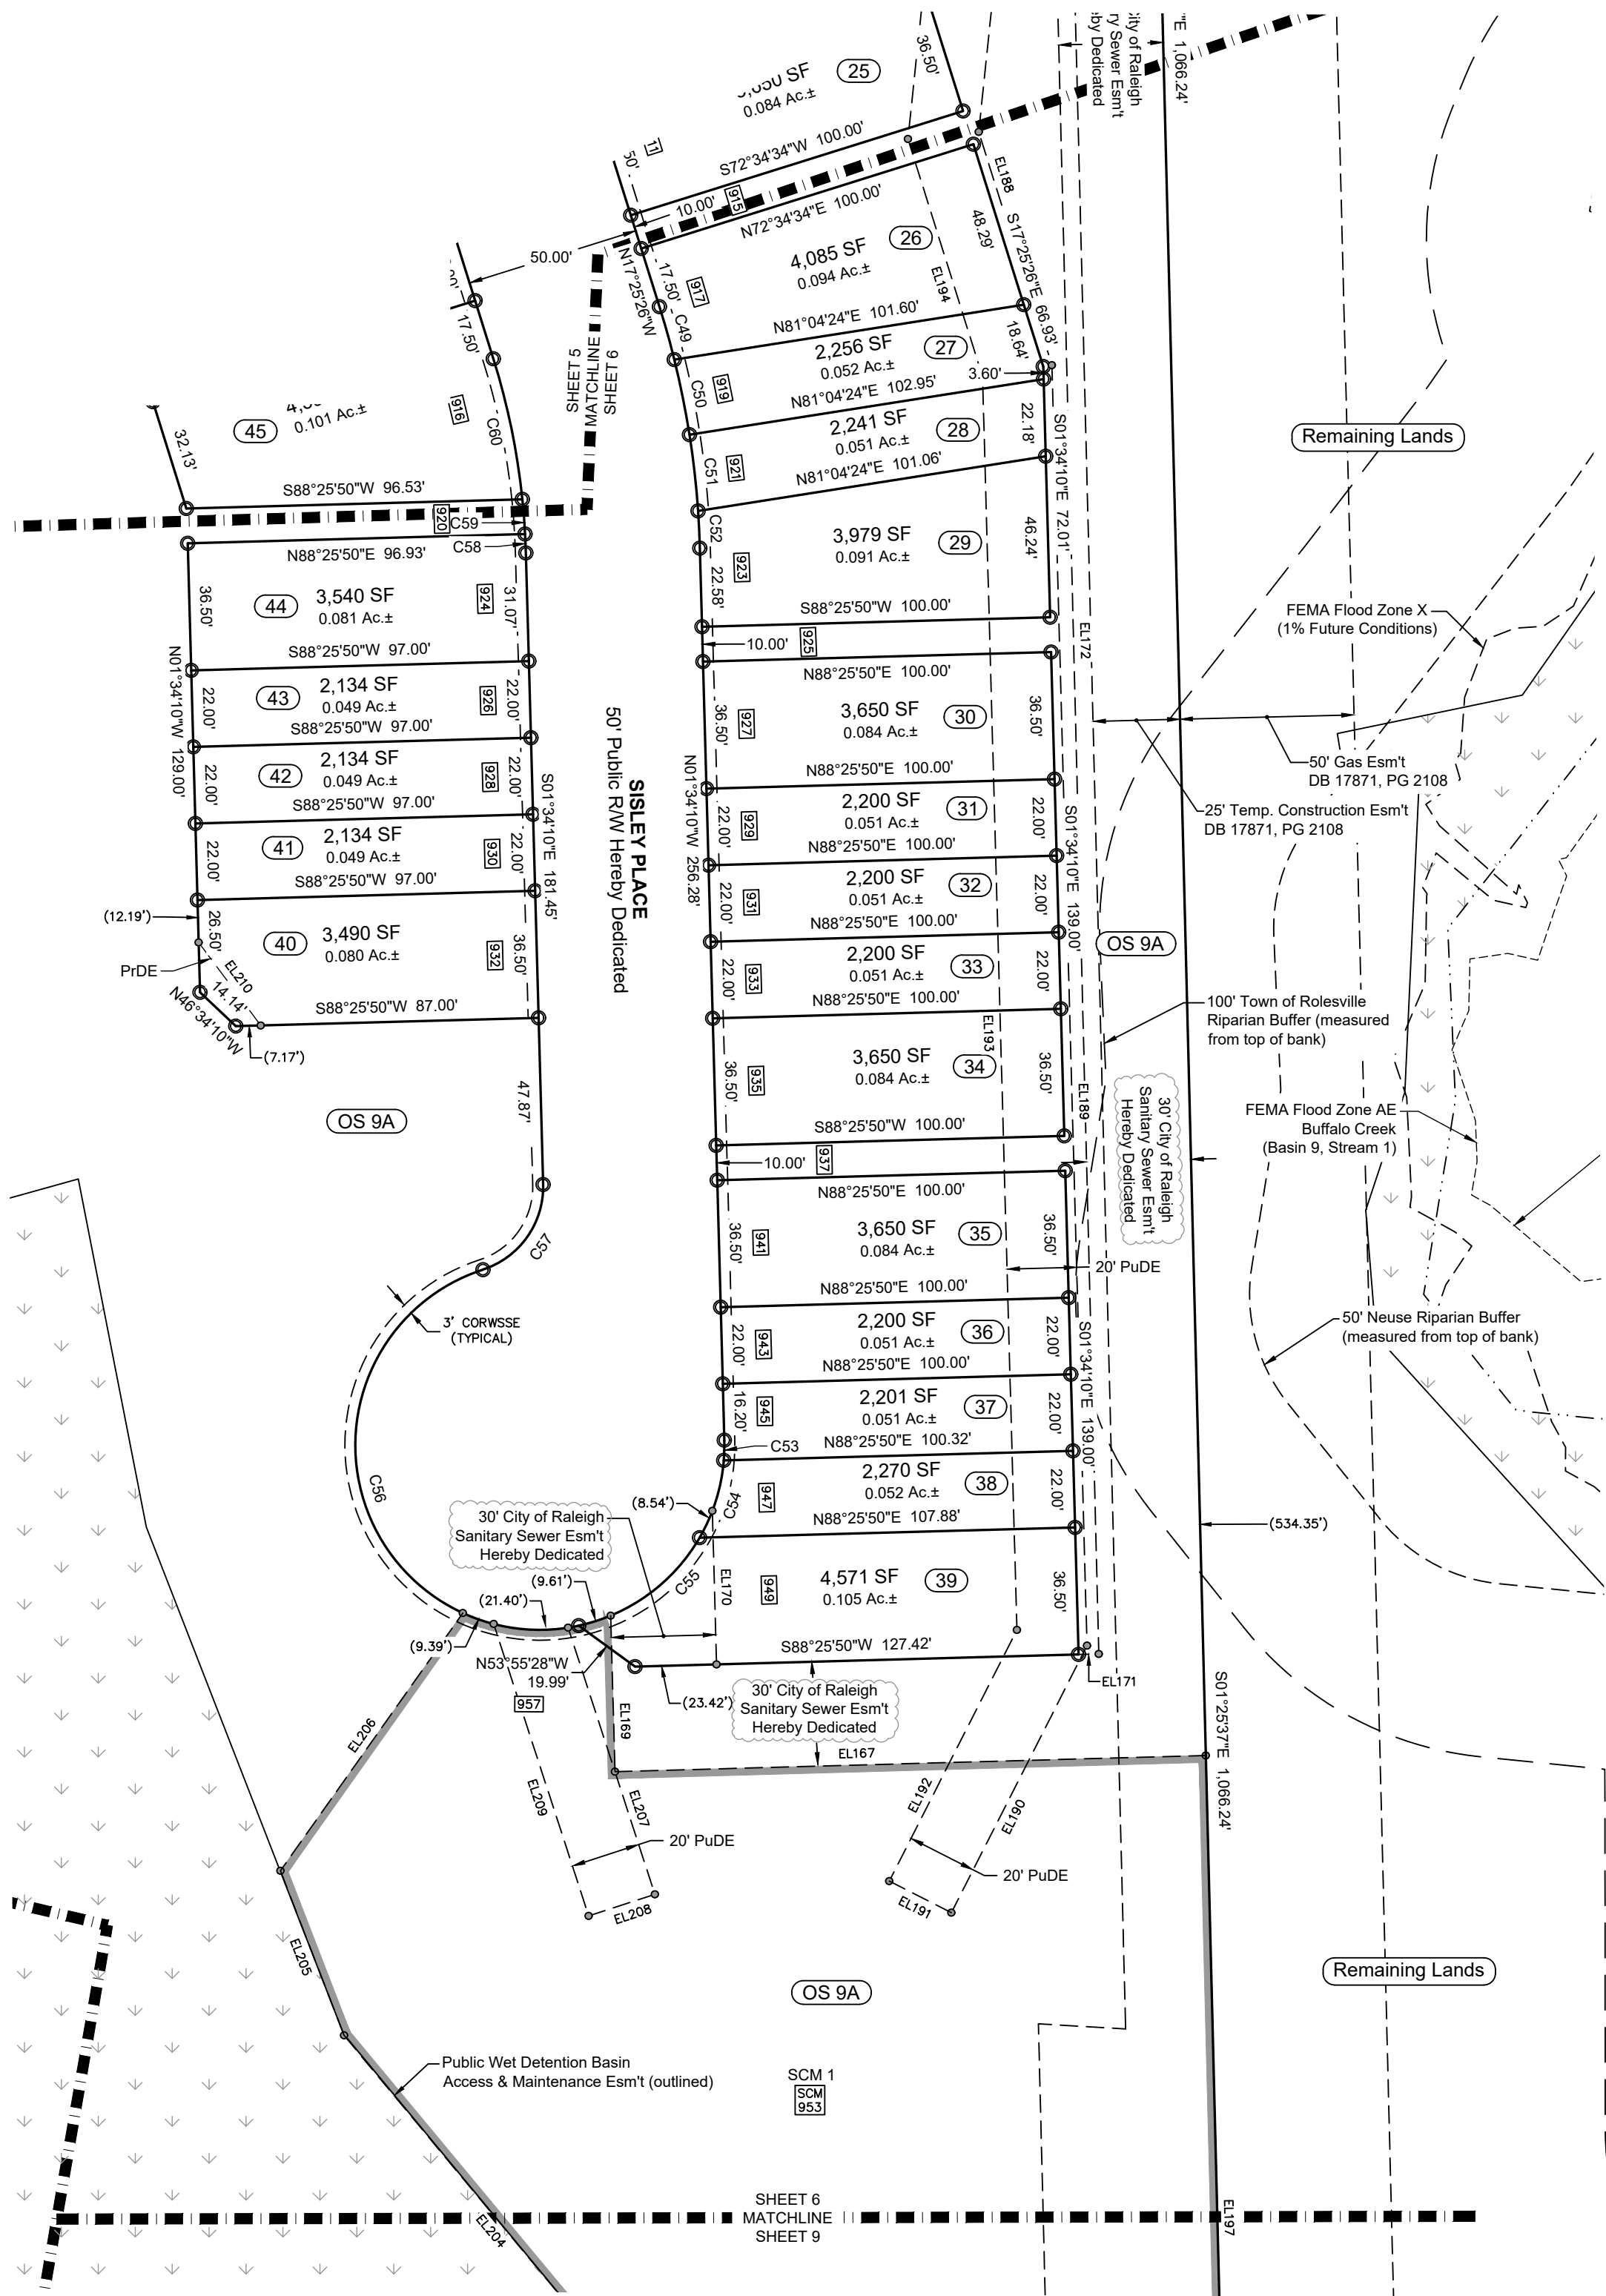 36.50'
25
0.084 Ac.±
S72°34'34"W 100.00'
11
50'
10.00'
915
N72°34'34"E 100.00'
50.00'
N17°25'26"W
17.50'
917
C49
4,085 SF
26
0.094 Ac.±
EL188
48.29'
S17°25'26"E 66.93'
EL194
N81°04'24"E 101.60'
18.64'
2,256 SF
27
0.052 Ac.±
3.60'
C50
919
N81°04'24"E 102.95'
2,241 SF
28
0.051 Ac.±
22.18'
C51
921
N81°04'24"E 101.06'
S01°34'10"E 72.01'
C52
22.58'
923
3,979 SF
29
0.091 Ac.±
46.24'
S88°25'50"W 100.00'
10.00'
925
N88°25'50"E 100.00'
EL172
City of Raleigh
ry Sewer Esm't
by Dedicated
"E 1,066.24'
SHEET 5
MATCHLINE
SHEET 6
17.50'
916
C60
45
0.101 Ac.±
32.13'
S88°25'50"W 96.53'
920
C59
C58
N88°25'50"E 96.93'
36.50'
44
3,540 SF
0.081 Ac.±
924
31.07'
S88°25'50"W 97.00'
N01°34'10"W 129.00'
22.00'
43
2,134 SF
0.049 Ac.±
926
22.00'
S88°25'50"W 97.00'
22.00'
42
2,134 SF
0.049 Ac.±
928
22.00'
S88°25'50"W 97.00'
22.00'
41
2,134 SF
0.049 Ac.±
930
22.00'
S01°34'10"E 181.45'
S88°25'50"W 97.00'
(12.19')
26.50'
40
3,490 SF
0.080 Ac.±
932
36.50'
PrDE
EL210
14.14'
N46°34'10"W
S88°25'50"W 87.00'
(7.17')
47.87'
OS 9A
SISLEY PLACE
50' Public R/W Hereby Dedicated
N01°34'10"W 256.28'
36.50'
927
3,650 SF
30
0.084 Ac.±
36.50'
N88°25'50"E 100.00'
22.00'
929
2,200 SF
31
0.051 Ac.±
22.00'
N88°25'50"E 100.00'
S01°34'10"E 139.00'
22.00'
931
2,200 SF
32
0.051 Ac.±
22.00'
N88°25'50"E 100.00'
22.00'
933
2,200 SF
33
0.051 Ac.±
22.00'
N88°25'50"E 100.00'
EL193
36.50'
935
3,650 SF
34
0.084 Ac.±
36.50'
EL189
S88°25'50"W 100.00'
10.00'
937
N88°25'50"E 100.00'
36.50'
941
3,650 SF
35
0.084 Ac.±
36.50'
20' PuDE
N88°25'50"E 100.00'
22.00'
943
2,200 SF
36
0.051 Ac.±
22.00'
N88°25'50"E 100.00'
S01°34'10"E 139.00'
16.20'
945
2,201 SF
37
0.051 Ac.±
22.00'
C53
N88°25'50"E 100.32'
C54
947
2,270 SF
38
0.052 Ac.±
22.00'
N88°25'50"E 107.88'
(8.54')
C55
EL170
949
4,571 SF
39
0.105 Ac.±
36.50'
S88°25'50"W 127.42'
EL171
C57
3' CORWSSE
(TYPICAL)
C56
30' City of Raleigh
Sanitary Sewer Esm't
Hereby Dedicated
(9.61')
(21.40')
(9.39')
N53°55'28"W
19.99'
957
(23.42')
30' City of Raleigh
Sanitary Sewer Esm't
Hereby Dedicated
EL169
EL167
EL206
EL209
EL207
20' PuDE
EL208
EL192
EL190
20' PuDE
EL191
EL205
Remaining Lands
FEMA Flood Zone X
(1% Future Conditions)
50' Gas Esm't
DB 17871, PG 2108
25' Temp. Construction Esm't
DB 17871, PG 2108
OS 9A
100' Town of Rolesville
Riparian Buffer (measured
from top of bank)
30' City of Raleigh
Sanitary Sewer Esm't
Hereby Dedicated
FEMA Flood Zone AE
Buffalo Creek
(Basin 9, Stream 1)
50' Neuse Riparian Buffer
(measured from top of bank)
(534.35')
S01°25'37"E 1,066.24'
Remaining Lands
OS 9A
Public Wet Detention Basin
Access & Maintenance Esm't (outlined)
SCM 1
SCM
953
SHEET 6
MATCHLINE
SHEET 9
EL204
EL197